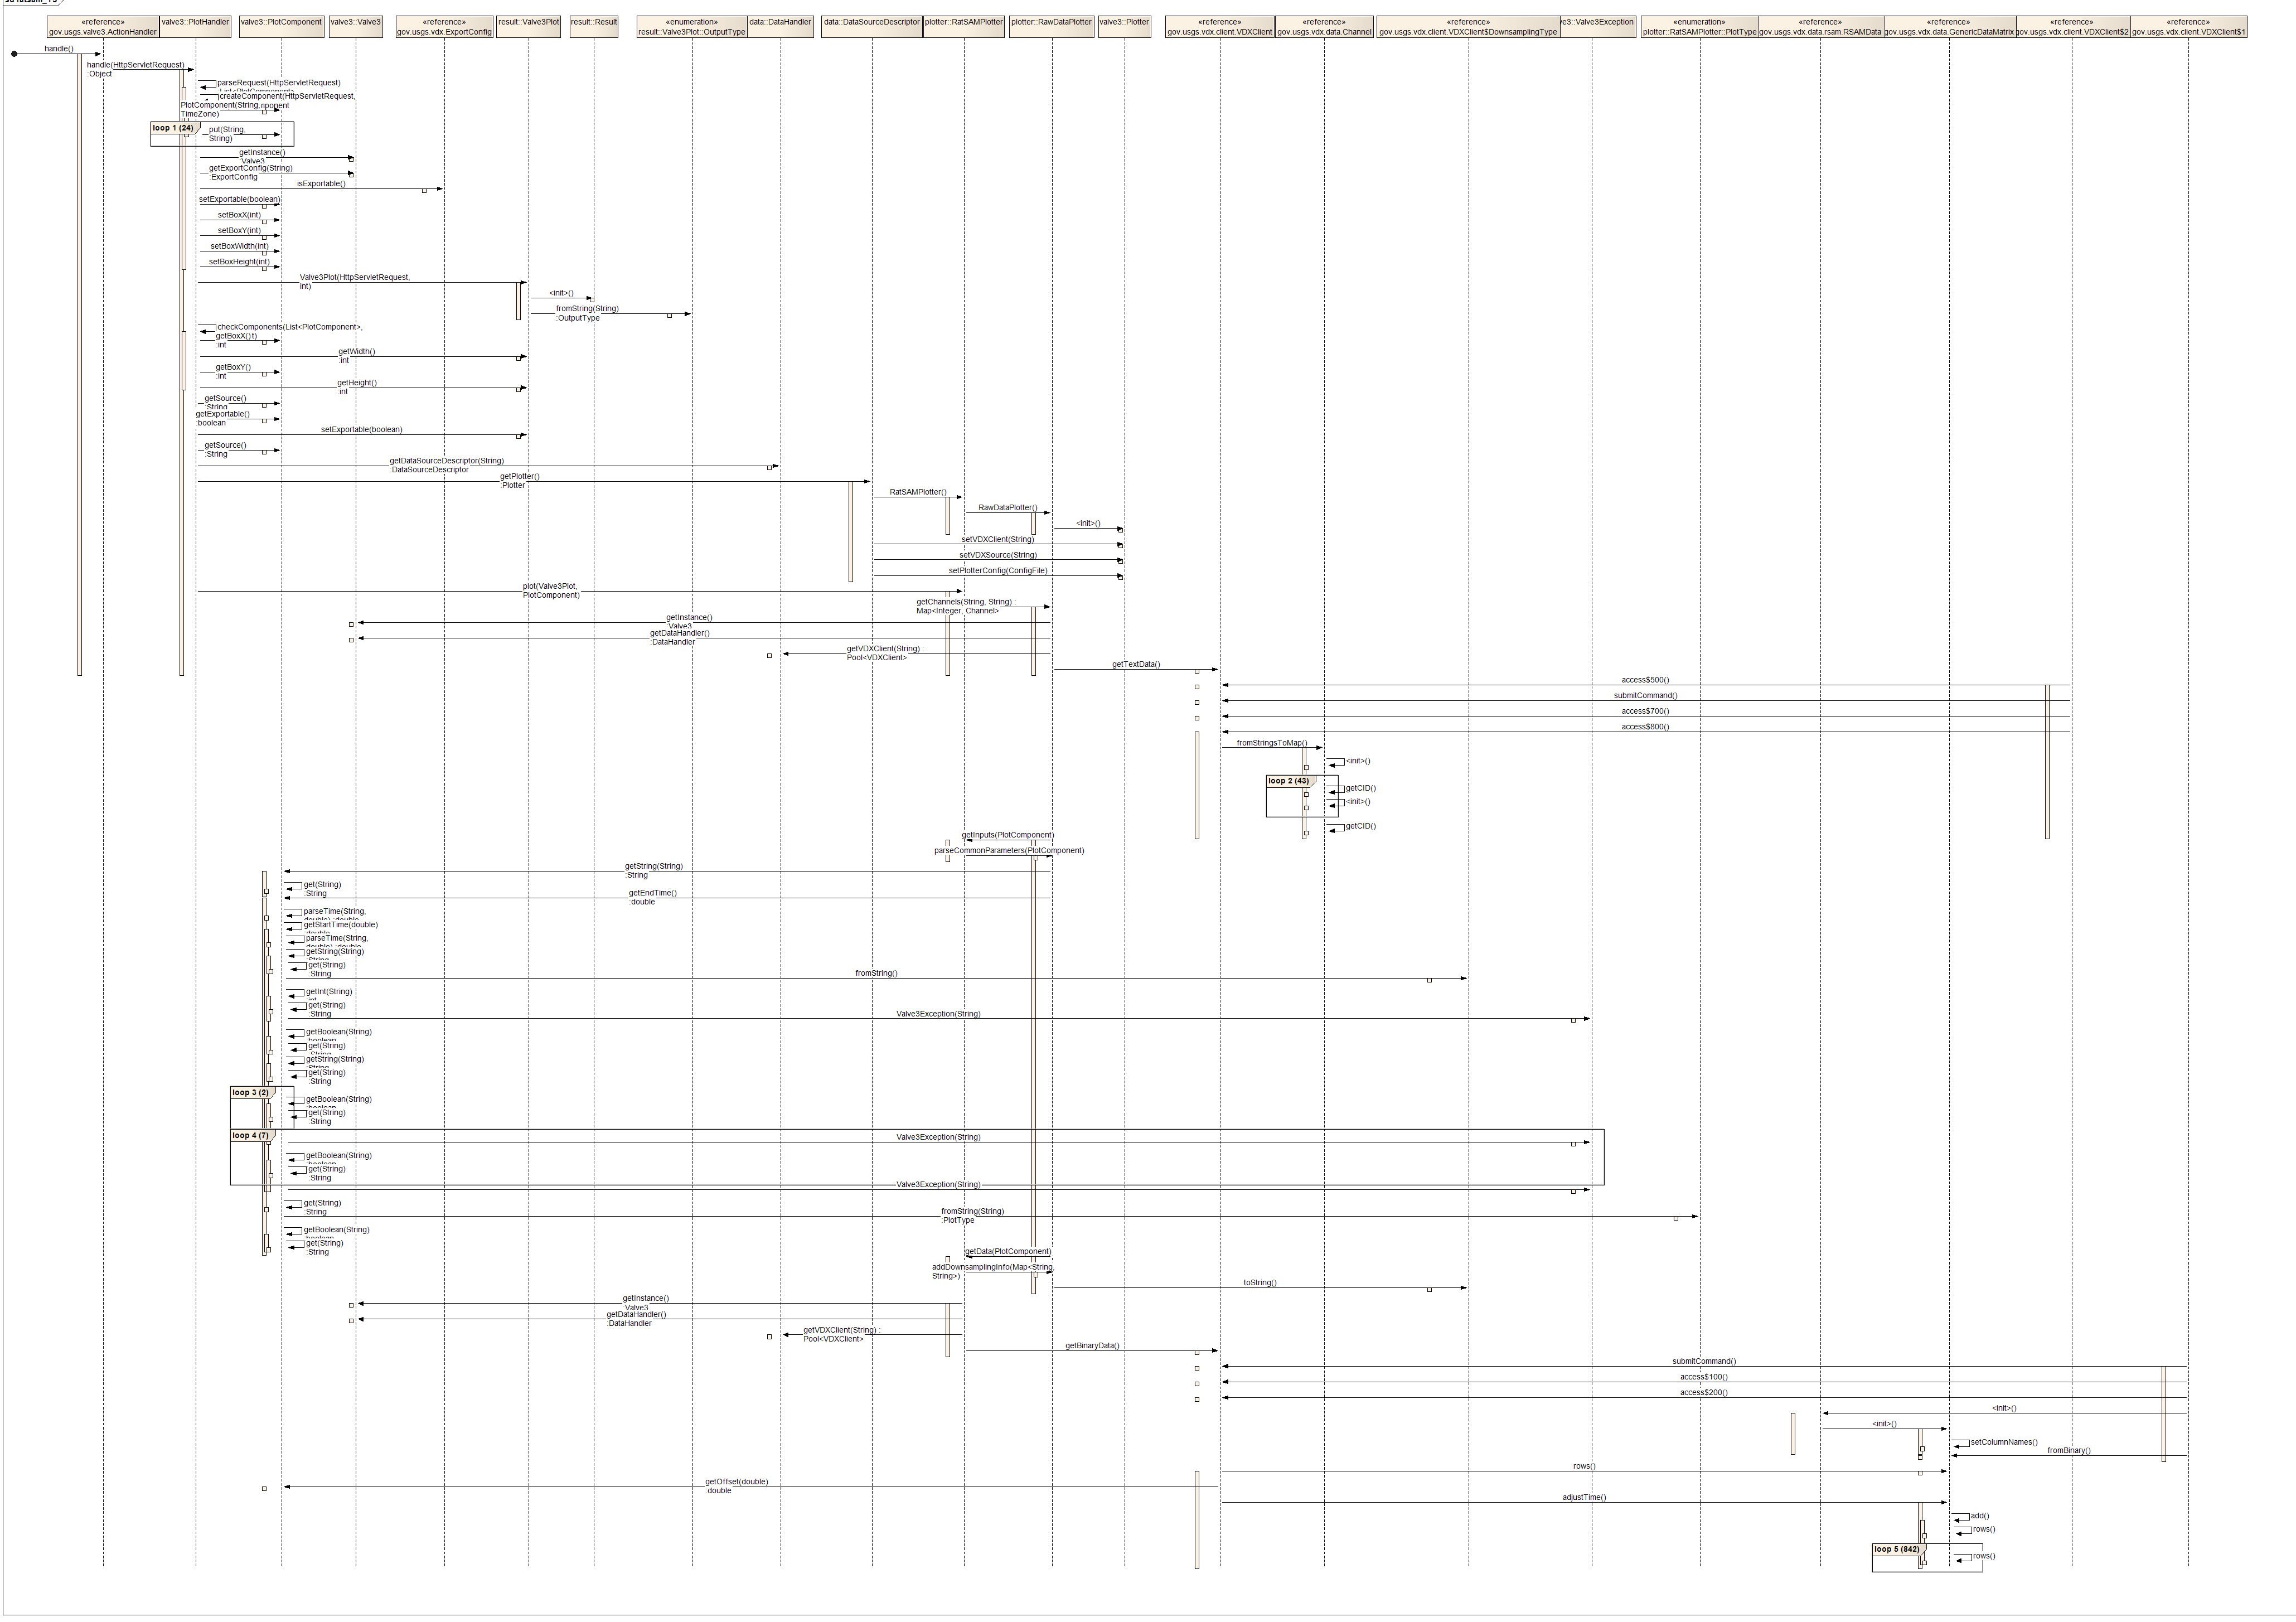 «reference»
gov.usgs.valve3.ActionHandler
valve3::PlotHandler
valve3::PlotComponent
valve3::Valve3
«reference»
gov.usgs.vdx.ExportConfig
result::Valve3Plot
result::Result
«enumeration»
result::Valve3Plot::OutputType
data::DataHandler
data::DataSourceDescriptor
plotter::RatSAMPlotter
plotter::RawDataPlotter
valve3::Plotter
«reference»
gov.usgs.vdx.client.VDXClient
«reference»
gov.usgs.vdx.data.Channel
«reference»
gov.usgs.vdx.client.VDXClient$DownsamplingType
ve3::Valve3Exception
«enumeration»
plotter::RatSAMPlotter::PlotType
«reference»
gov.usgs.vdx.data.rsam.RSAMData
«reference»
gov.usgs.vdx.data.GenericDataMatrix
«reference»
gov.usgs.vdx.client.VDXClient$2
«reference»
gov.usgs.vdx.client.VDXClient$1
handle()
handle(HttpServletRequest)
:Object
parseRequest(HttpServletRequest)
:List<PlotComponent>
createComponent(HttpServletRequest,
PlotComponent(String,
TimeZone)
loop 1 (24)
put(String,
String)
getInstance()
:Valve3
getExportConfig(String)
:ExportConfig
isExportable()
setExportable(boolean)
setBoxX(int)
setBoxY(int)
setBoxWidth(int)
setBoxHeight(int)
Valve3Plot(HttpServletRequest,
int)
<init>()
fromString(String)
:OutputType
checkComponents(List<PlotComponent>,
getBoxX()
:int
getWidth()
:int
getBoxY()
:int
getHeight()
:int
getSource()
:String
getExportable()
:boolean
setExportable(boolean)
getSource()
:String
getDataSourceDescriptor(String)
:DataSourceDescriptor
getPlotter()
:Plotter
RatSAMPlotter()
RawDataPlotter()
<init>()
setVDXClient(String)
setVDXSource(String)
setPlotterConfig(ConfigFile)
plot(Valve3Plot,
PlotComponent)
getChannels(String, String) :
Map<Integer, Channel>
getInstance()
:Valve3
getDataHandler()
:DataHandler
getVDXClient(String) :
Pool<VDXClient>
getTextData()
access$500()
submitCommand()
access$700()
access$800()
fromStringsToMap()
<init>()
loop 2 (43)
getCID()
<init>()
getCID()
getInputs(PlotComponent)
parseCommonParameters(PlotComponent)
getString(String)
:String
get(String)
:String
getEndTime()
:double
parseTime(String,
double) :double
getStartTime(double)
:double
parseTime(String,
double) :double
getString(String)
:String
get(String)
:String
fromString()
getInt(String)
:int
get(String)
:String
Valve3Exception(String)
getBoolean(String)
:boolean
get(String)
:String
getString(String)
:String
get(String)
:String
loop 3 (2)
getBoolean(String)
:boolean
get(String)
:String
loop 4 (7)
Valve3Exception(String)
getBoolean(String)
:boolean
get(String)
:String
Valve3Exception(String)
get(String)
:String
fromString(String)
:PlotType
getBoolean(String)
:boolean
get(String)
:String
getData(PlotComponent)
addDownsamplingInfo(Map<String,
String>)
toString()
getInstance()
:Valve3
getDataHandler()
:DataHandler
getVDXClient(String) :
Pool<VDXClient>
getBinaryData()
submitCommand()
access$100()
access$200()
<init>()
<init>()
setColumnNames()
fromBinary()
rows()
getOffset(double)
:double
adjustTime()
add()
rows()
loop 5 (842)
rows()